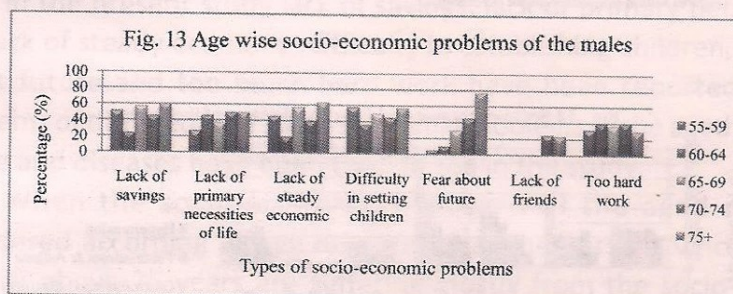 Fig. 13 Age wise socio-economic problems of the males
Percentage (%)
100
80
60
40
20
0
Lack of savings
Lack of primary necessities of life
Lack of steady economic
Difficulty in setting children
Fear about future
Lack of friends
Too hard work
55-59
60-64
65-69
70-74
75+
Types of socio-economic problems